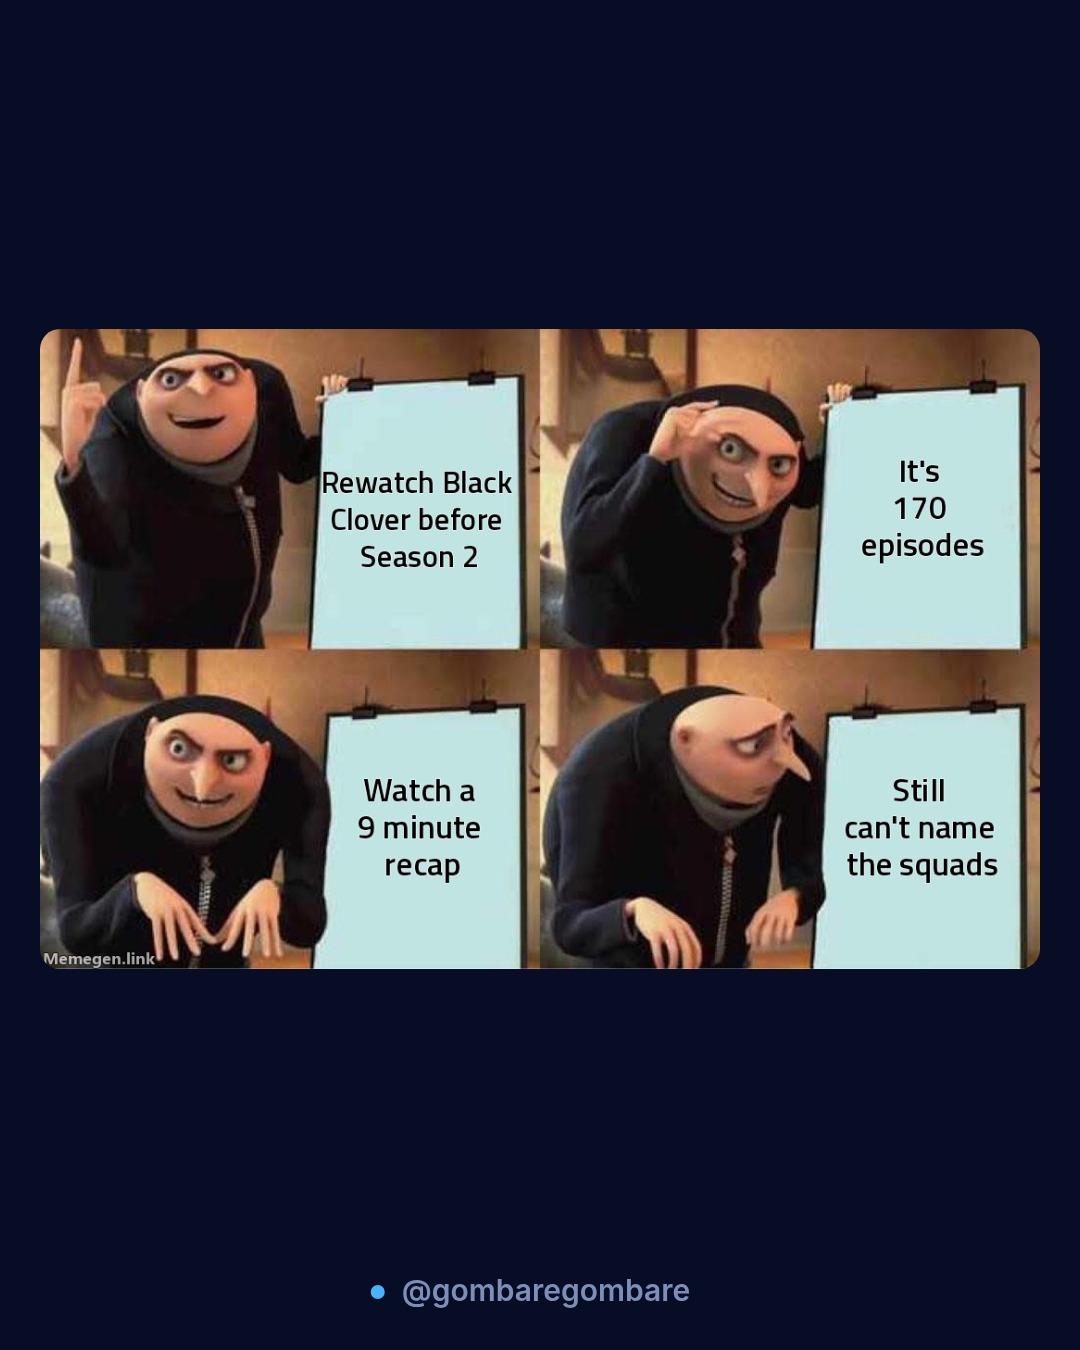 Rewatch Black
Clover before
Season 2
It's
170
episodes
Watch a
9 minute
recap
Still
can't name
the squads
Memegen.link
@gombaregombare